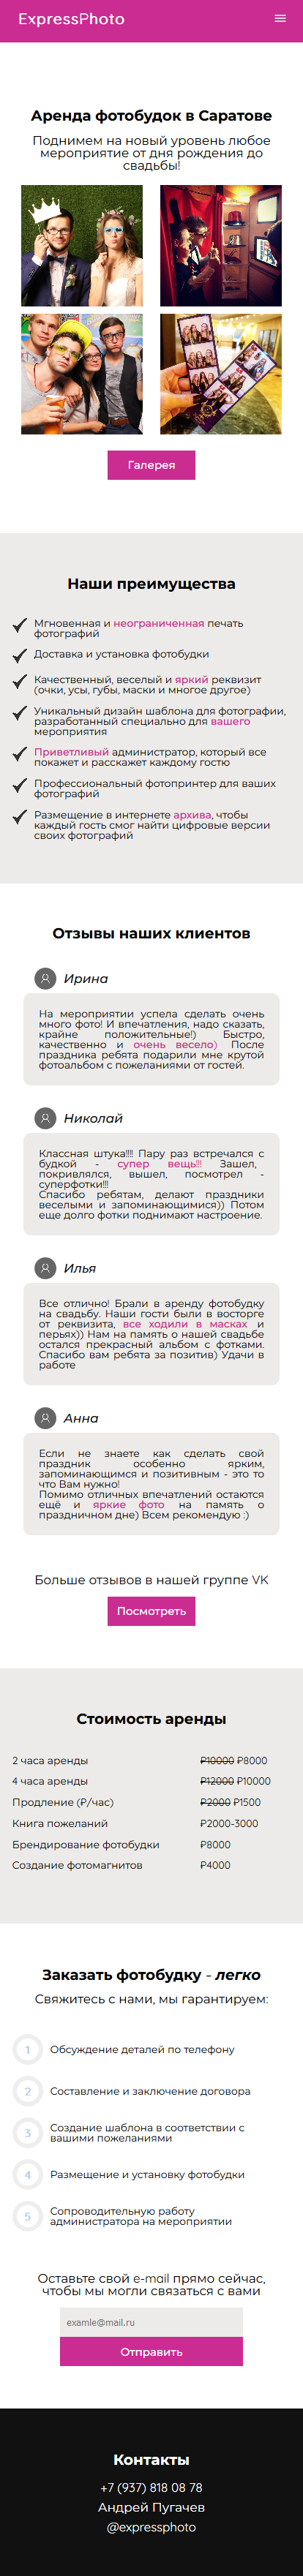 ExpressPhoto
Аренда фотобудок в Саратове
Поднимем на новый уровень любое
мероприятие от дня рождения до
свадьбы!
Галерея
Наши преимущества
Мгновенная и неограниченная печать
фотографий
Доставка и установка фотобудки
Качественный, веселый и яркий реквизит
(очки, усы, губы, маски и многое другое)
Уникальный дизайн шаблона для фотографии,
разработанный специально для вашего
мероприятия
Приветливый администратор, который все
покажет и расскажет каждому гостю
Профессиональный фотопринтер для ваших
фотографий
Размещение в интернете архива, чтобы
каждый гость смог найти цифровые версии
своих фотографий
Отзывы наших клиентов
Ирина
На мероприятии успела сделать очень
много фото! И впечатления, надо сказать,
крайне положительные!) Быстро,
качественно и очень весело) После
праздника ребята подарили мне крутой
фотоальбом с пожеланиями от гостей.
Николай
Классная штука!!!! Пару раз встречался с
будкой - супер вещь!!! Зашел,
покривлялся, вышел, посмотрел -
суперфотки!!!
Спасибо ребятам, делают праздники
веселыми и запоминающимися)) Потом
еще долго фотки поднимают настроение.
Илья
Все отлично! Брали в аренду фотобудку
на свадьбу. Наши гости были в восторге
от реквизита, все ходили в масках и
перьях)) Нам на память о нашей свадьбе
остался прекрасный альбом с фотками.
Спасибо вам ребята за позитив) Удачи в
работе
Анна
Если не знаете как сделать свой
праздник особенно ярким,
запоминающимся и позитивным - это то
что Вам нужно!
Помимо отличных впечатлений остаются
ещё и яркие фото на память о
праздничном дне) Всем рекомендую :)
Больше отзывов в нашей группе VK
Посмотреть
Стоимость аренды
2 часа аренды ₽10000 ₽8000
4 часа аренды ₽12000 ₽10000
Продление (₽/час) ₽2000 ₽1500
Книга пожеланий ₽2000-3000
Брендирование фотобудки ₽8000
Создание фотомагнитов ₽4000
Заказать фотобудку - легко
Свяжитесь с нами, мы гарантируем:
1 Обсуждение деталей по телефону
2 Составление и заключение договора
3 Создание шаблона в соответствии с
вашими пожеланиями
4 Размещение и установку фотобудки
5 Сопроводительную работу
администратора на мероприятии
Оставьте свой e-mail прямо сейчас,
чтобы мы могли связаться с вами
examle@mail.ru
Отправить
Контакты
+7 (937) 818 08 78
Андрей Пугачев
@expressphoto